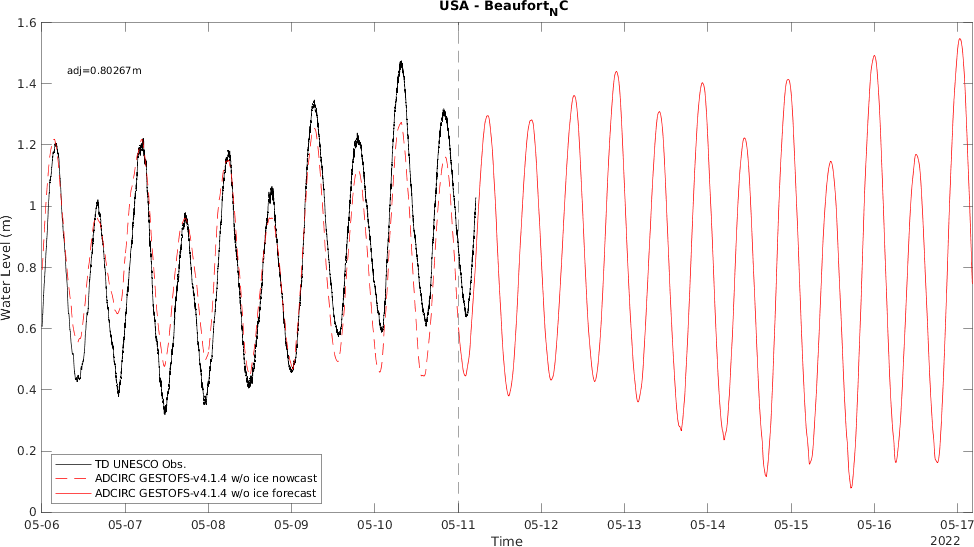 USA - Beaufort_NC
adj=0.80267m
Water Level (m)
1.6
1.4
1.2
1
0.8
0.6
0.4
0.2
0
TD UNESCO Obs.
ADCIRC GESTOFS-v4.1.4 w/o ice nowcast
ADCIRC GESTOFS-v4.1.4 w/o ice forecast
05-06 05-07 05-08 05-09 05-10 05-11 05-12 05-13 05-14 05-15 05-16 05-17
Time
2022